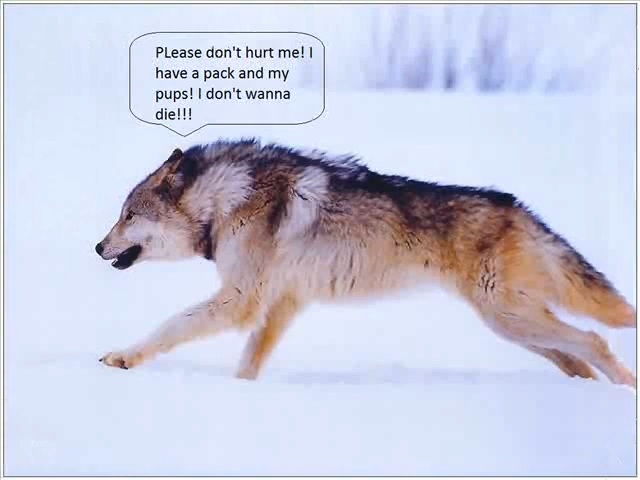 PLease don't hurt me! I
have a pack and my
pups! I don't wanna
die!!!